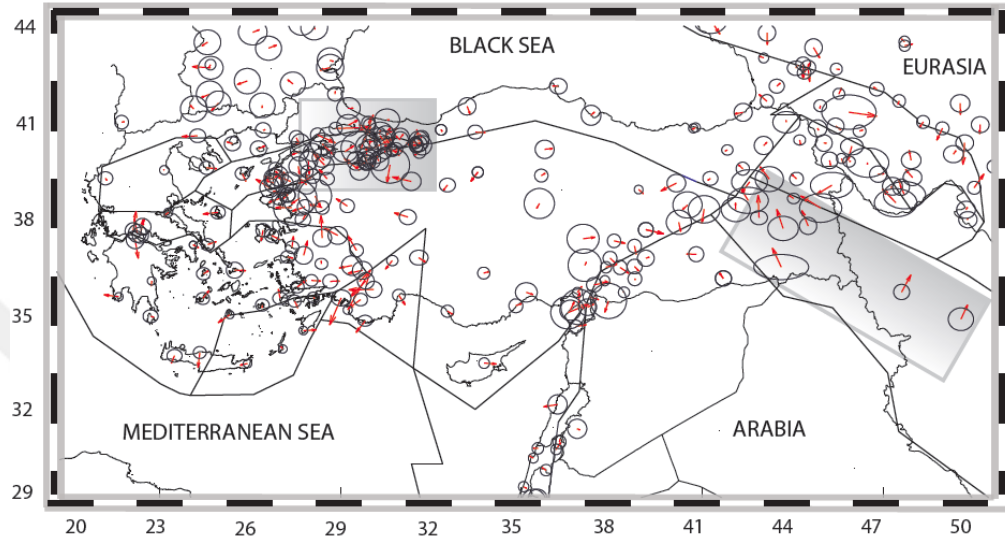 44
BLACK SEA
EURASIA
41
38
35
32
MEDITERRANEAN SEA
ARABIA
29
20 23 26 29 32 35 38 41 44 47 50